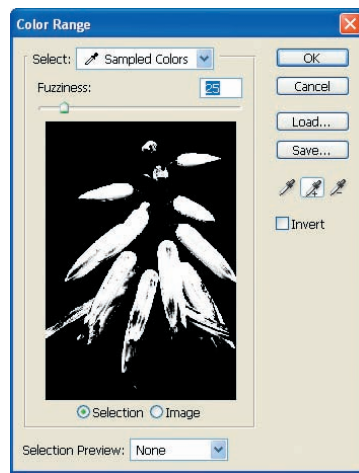 Color Range
Select: Sampled Colors
Fuzziness: 25
OK
Cancel
Load...
Save...
Invert
Selection Image
Selection Preview: None